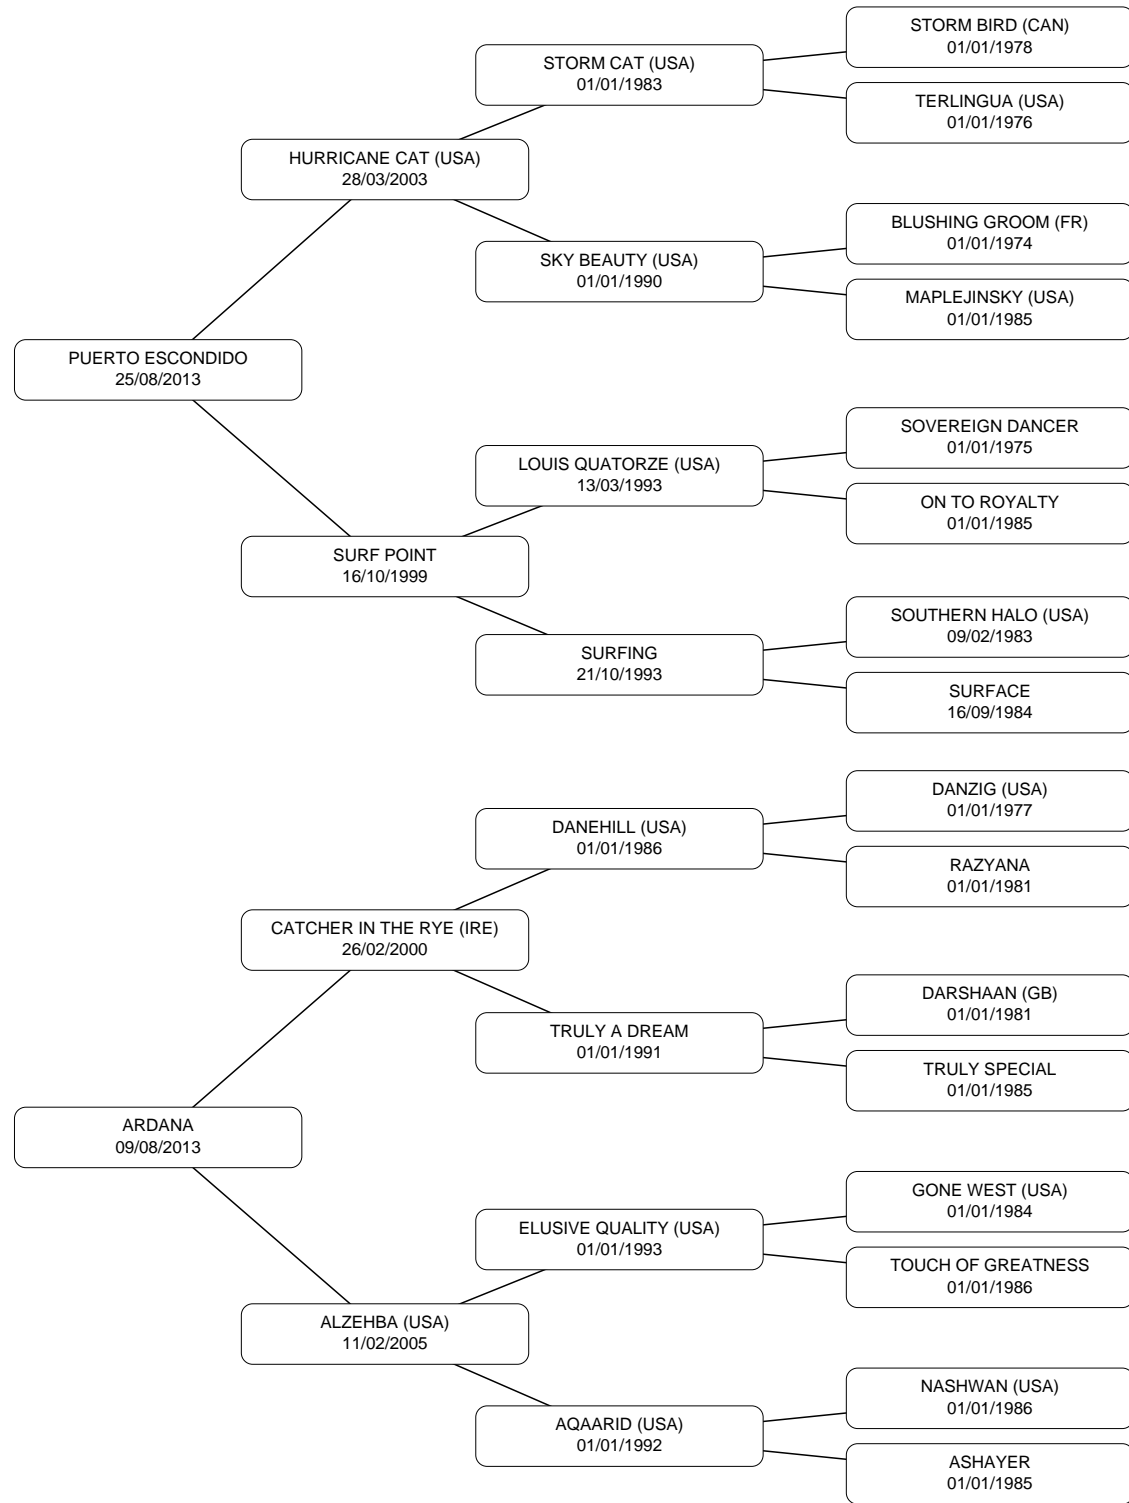 STORM BIRD (CAN)
01/01/1978
STORM CAT (USA)
01/01/1983
TERLINGUA (USA)
01/01/1976
HURRICANE CAT (USA)
28/03/2003
BLUSHING GROOM (FR)
01/01/1974
SKY BEAUTY (USA)
01/01/1990
MAPLEJINSKY (USA)
01/01/1985
PUERTO ESCONDIDO
25/08/2013
SOVEREIGN DANCER
01/01/1975
LOUIS QUATORZE (USA)
13/03/1993
ON TO ROYALTY
01/01/1985
SURF POINT
16/10/1999
SOUTHERN HALO (USA)
09/02/1983
SURFING
21/10/1993
SURFACE
16/09/1984
DANZIG (USA)
01/01/1977
DANEHILL (USA)
01/01/1986
RAZYANA
01/01/1981
CATCHER IN THE RYE (IRE)
26/02/2000
DARSHAAN (GB)
01/01/1981
TRULY A DREAM
01/01/1991
TRULY SPECIAL
01/01/1985
ARDANA
09/08/2013
GONE WEST (USA)
01/01/1984
ELUSIVE QUALITY (USA)
01/01/1993
TOUCH OF GREATNESS
01/01/1986
ALZEHBA (USA)
11/02/2005
NASHWAN (USA)
01/01/1986
AQAARID (USA)
01/01/1992
ASHAYER
01/01/1985